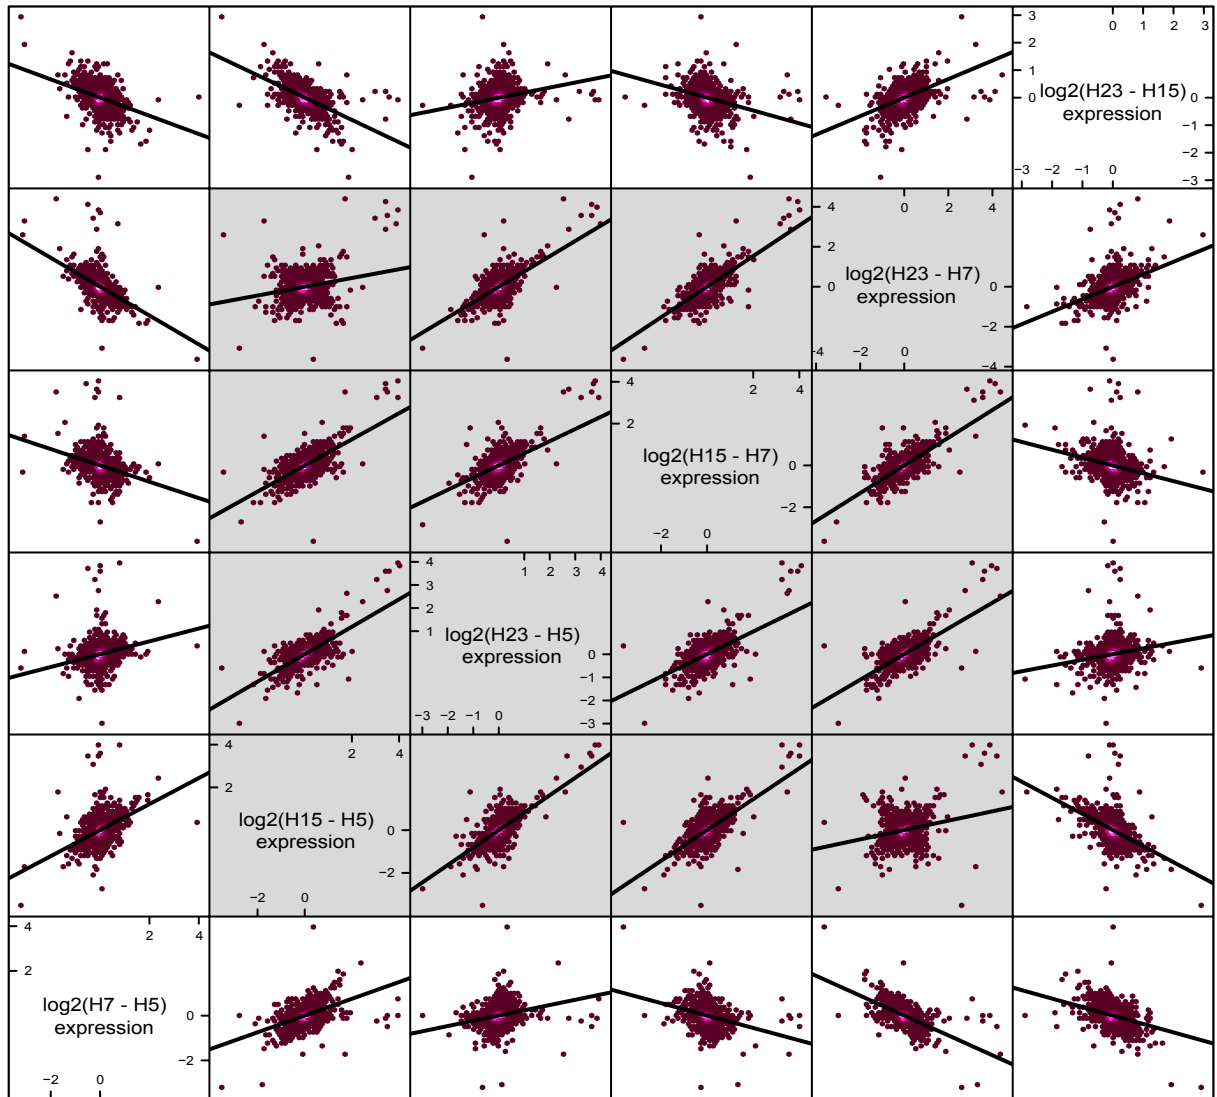 3
0 1 2 3
2
1
0
log2(H23 - H15)
0
expression
−1
−2
−3 −2 −1 0
−3
4
0 2 4
2
log2(H23 - H7)
0
0
expression
−2
−4 −2 0
−4
4
2 4
2
log2(H15 - H7)
0
expression
−2
−2 0
4
1 2 3 4
3
2
1
log2(H23 - H5)
0
expression
−1
−2
−3 −2 −1 0
−3
4
2 4
2
log2(H15 - H5)
0
expression
−2
−2 0
4
2 4
2
log2(H7 - H5)
0
expression
−2
−2 0